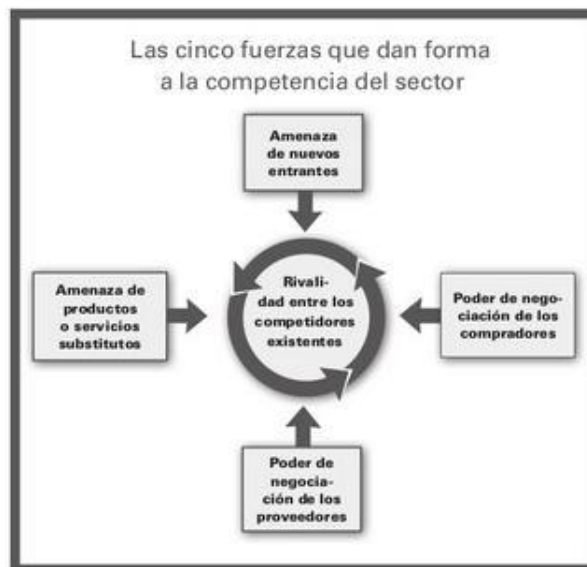 Las cinco fuerzas que dan forma
a la competencia del sector
Amenaza
de nuevos
entrantes
Amenaza de
productos
o servicios
substitutos
Rivali-
dad entre los
competidores
existentes
Poder de nego-
ciación de los
compradores
Poder de
negocia-
ción de los
proveedores